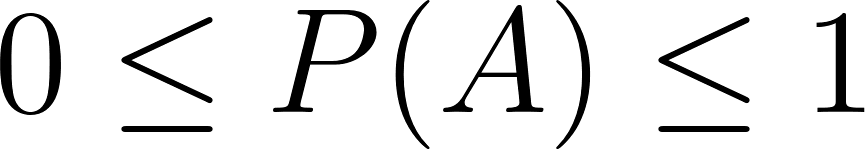 0 ≤ P(A) ≤ 1